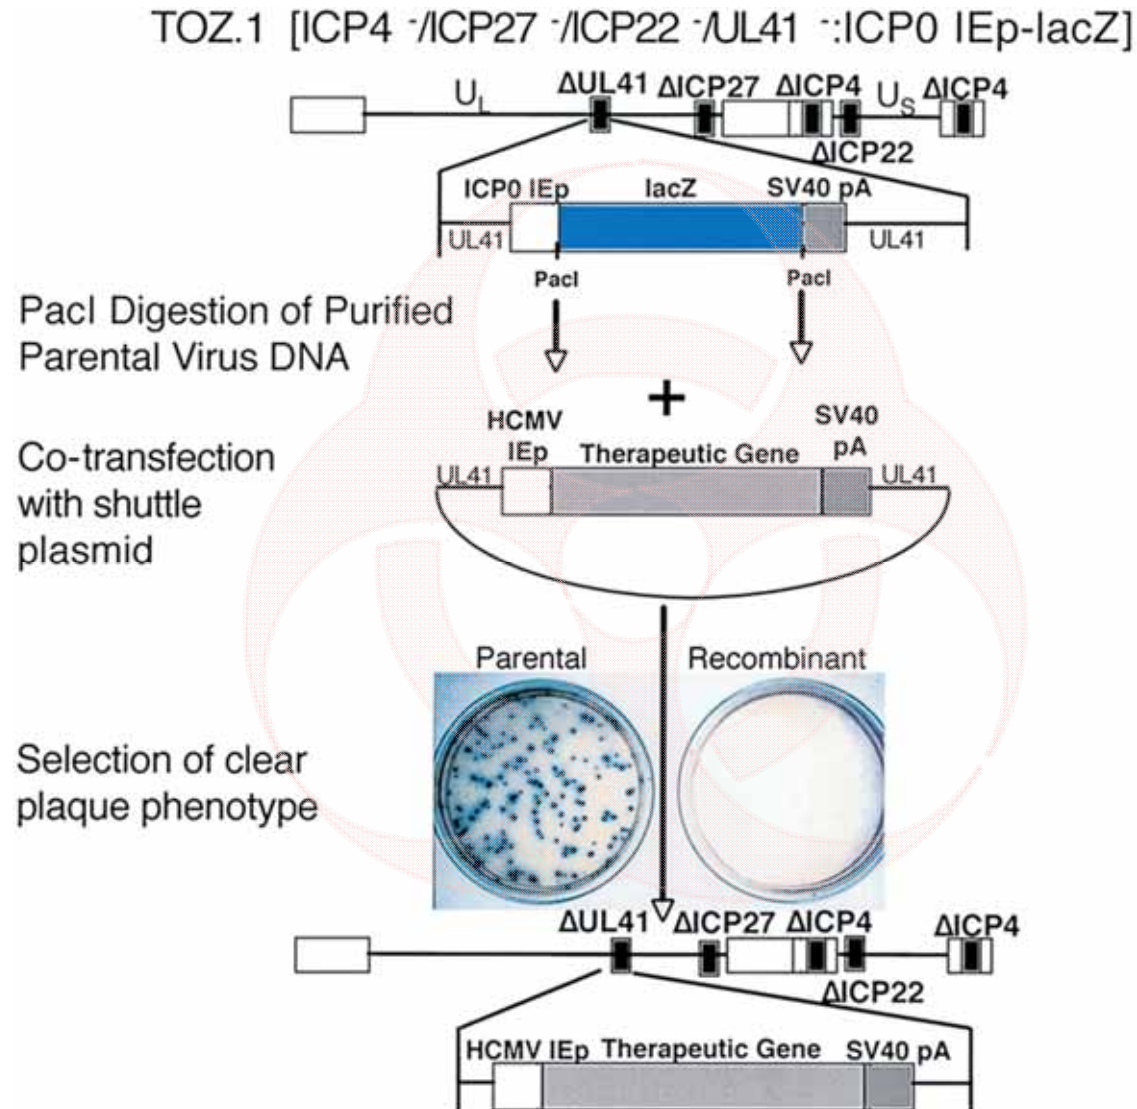 TOZ.1 [ICP4 -/ICP27 -/ICP22 -/UL41 -:ICP0 IEp-lacZ]
UL ΔUL41 ΔICP27 ΔICP4 US ΔICP4
ΔICP22
ICP0 IEp lacZ SV40 pA
UL41 UL41
PacI PacI
PacI Digestion of Purified
Parental Virus DNA
+
HCMV
IEp Therapeutic Gene
SV40
pA
UL41 UL41
Co-transfection
with shuttle
plasmid
Parental Recombinant
Selection of clear
plaque phenotype
ΔUL41 ΔICP27 ΔICP4 ΔICP4
ΔICP22
HCMV IEp Therapeutic Gene SV40 pA